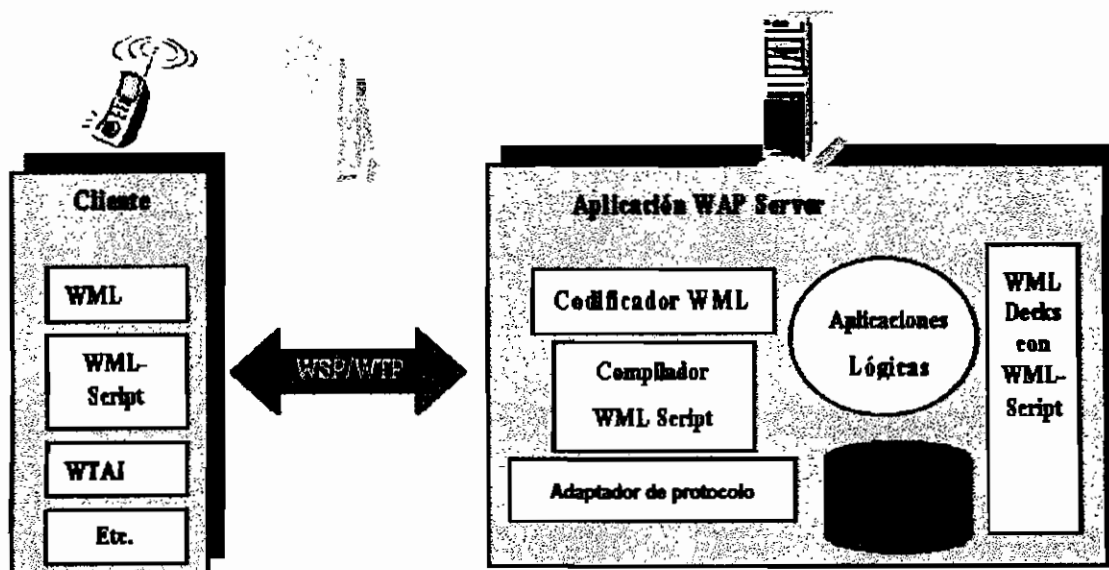 Cliente
WML
WML-
Script
WTAI
Etc.
WSP/WTP
Aplicación WAP Server
Codificador WML
Compilador
WML Script
Adaptador de protocolo
Aplicaciones
Lógicas
WML
Decks
con
WML-
Script